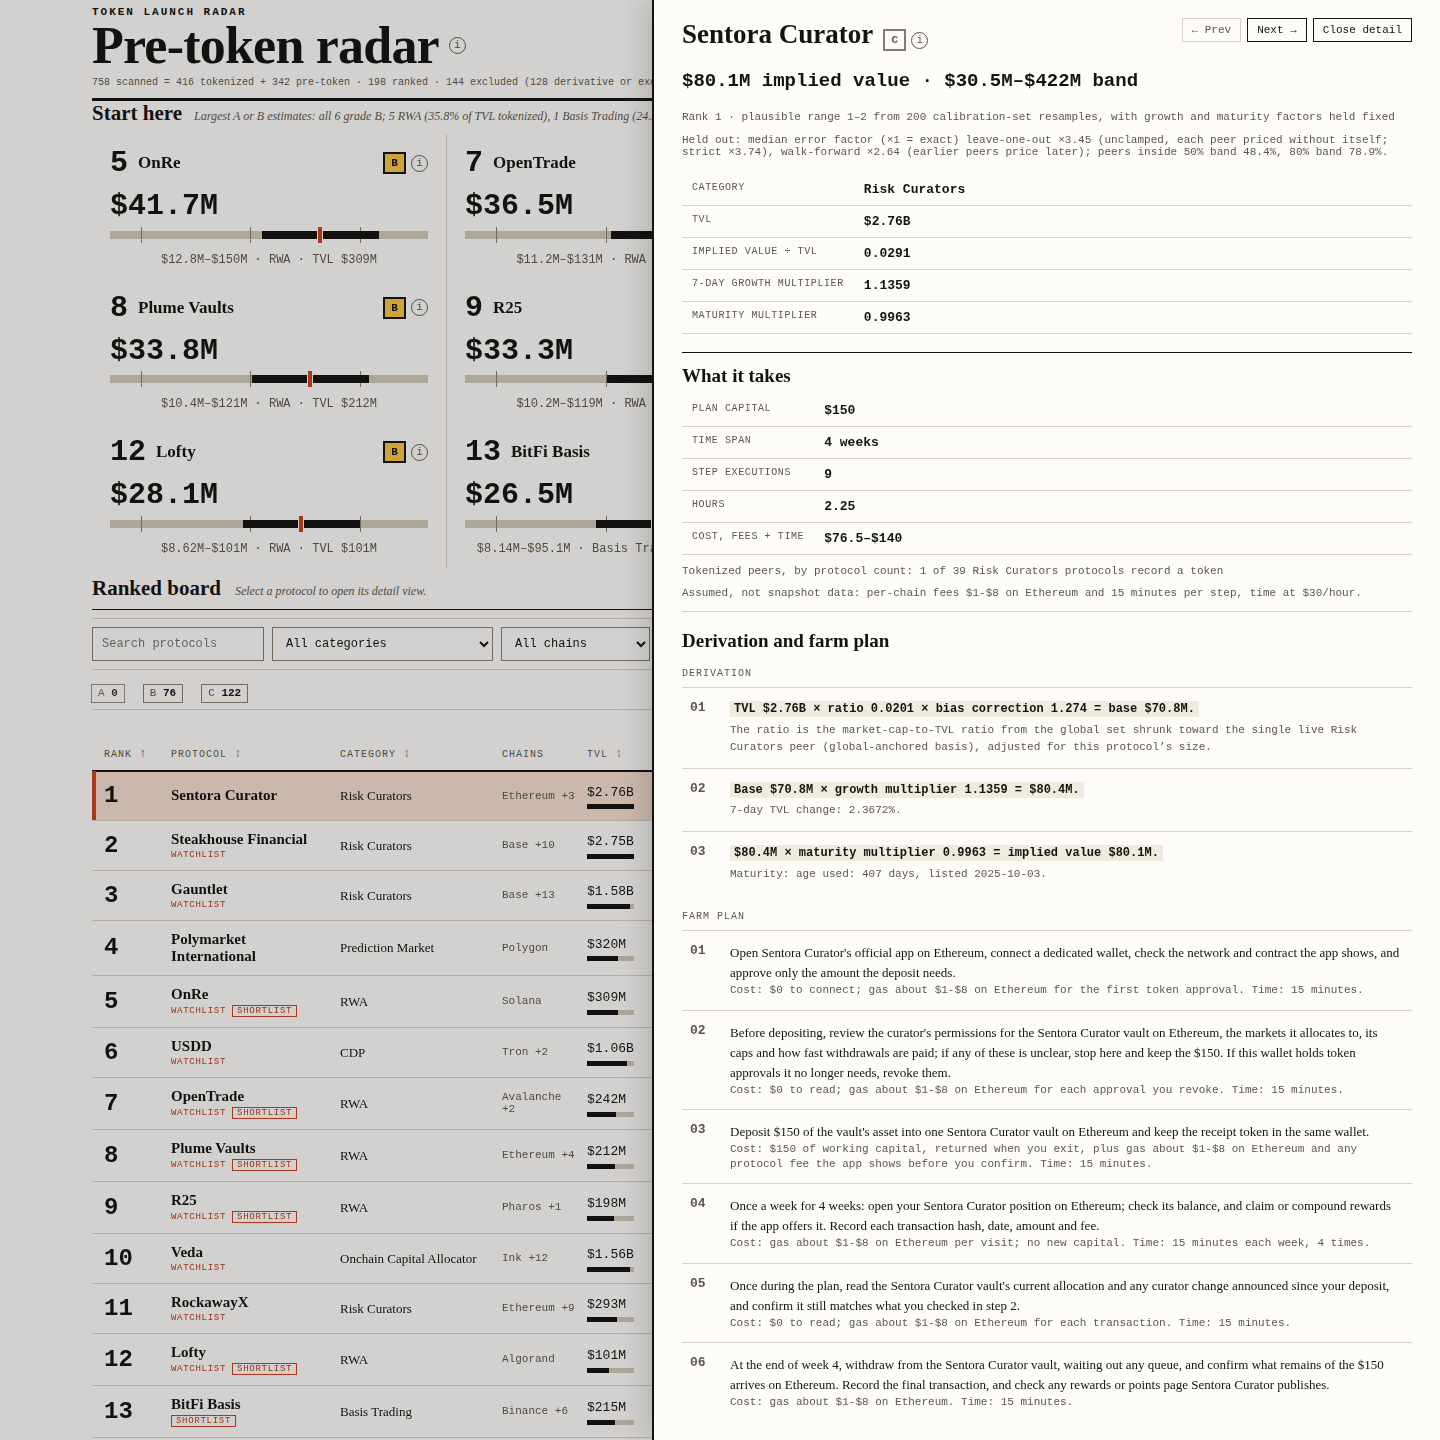 TOKEN LAUNCH RADAR
Pre-token radar i
758 scanned = 416 tokenized + 342 pre-token · 198 ranked · 144 excluded (128 derivative or
Start here Largest A or B estimates: all 6 grade B; 5 RWA (35.8% of TVL tokenized), 1 Basis Trading (24.
5 OnRe B i
$41.7M
$12.8M–$150M · RWA · TVL $309M
7 OpenTrade
$36.5M
$11.2M–$131M · RWA
8 Plume Vaults B i
$33.8M
$10.4M–$121M · RWA · TVL $212M
9 R25
$33.3M
$10.2M–$119M · RWA
12 Lofty B i
$28.1M
$8.62M–$101M · RWA · TVL $101M
13 BitFi Basis
$26.5M
$8.14M–$95.1M · Basis
Ranked board Select a protocol to open its detail view.
Search protocols All categories All chains
A 0 B 76 C 122
RANK ↑ PROTOCOL ↕ CATEGORY ↕ CHAINS TVL ↕
1 Sentora Curator Risk Curators Ethereum +3 $2.76B
2 Steakhouse Financial Risk Curators Base +10 $2.75B
WATCHLIST
3 Gauntlet Risk Curators Base +13 $1.58B
WATCHLIST
4 Polymarket International Prediction Market Polygon $320M
5 OnRe RWA Solana $309M
WATCHLIST SHORTLIST
6 USDD CDP Tron +2 $1.06B
WATCHLIST
7 OpenTrade RWA Avalanche +2 $242M
WATCHLIST SHORTLIST
8 Plume Vaults RWA Ethereum +4 $212M
WATCHLIST SHORTLIST
9 R25 RWA Pharos +1 $198M
WATCHLIST SHORTLIST
10 Veda Onchain Capital Allocator Ink +12 $1.56B
WATCHLIST
11 RockawayX Risk Curators Ethereum +9 $293M
WATCHLIST
12 Lofty RWA Algorand $101M
WATCHLIST SHORTLIST
13 BitFi Basis Basis Trading Binance +6 $215M
SHORTLIST
Sentora Curator C i
← Prev Next → Close detail
$80.1M implied value · $30.5M–$422M band
Rank 1 · plausible range 1–2 from 200 calibration-set resamples, with growth and maturity factors held fixed
Held out: median error factor (×1 = exact) leave-one-out ×3.45 (unclamped, each peer priced without itself;
strict ×3.74), walk-forward ×2.64 (earlier peers price later); peers inside 50% band 48.4%, 80% band 78.9%.
CATEGORY Risk Curators
TVL $2.76B
IMPLIED VALUE ÷ TVL 0.0291
7-DAY GROWTH MULTIPLIER 1.1359
MATURITY MULTIPLIER 0.9963
What it takes
PLAN CAPITAL $150
TIME SPAN 4 weeks
STEP EXECUTIONS 9
HOURS 2.25
COST, FEES + TIME $76.5–$140
Tokenized peers, by protocol count: 1 of 39 Risk Curators protocols record a token
Assumed, not snapshot data: per-chain fees $1-$8 on Ethereum and 15 minutes per step, time at $30/hour.
Derivation and farm plan
DERIVATION
01 TVL $2.76B × ratio 0.0201 × bias correction 1.274 = base $70.8M.
The ratio is the market-cap-to-TVL ratio from the global set shrunk toward the single live Risk
Curators peer (global-anchored basis), adjusted for this protocol’s size.
02 Base $70.8M × growth multiplier 1.1359 = $80.4M.
7-day TVL change: 2.3672%.
03 $80.4M × maturity multiplier 0.9963 = implied value $80.1M.
Maturity: age used: 407 days, listed 2025-10-03.
FARM PLAN
01 Open Sentora Curator's official app on Ethereum, connect a dedicated wallet, check the network and contract the app shows, and
approve only the amount the deposit needs.
Cost: $0 to connect; gas about $1-$8 on Ethereum for the first token approval. Time: 15 minutes.
02 Before depositing, review the curator's permissions for the Sentora Curator vault on Ethereum, the markets it allocates to, its
caps and how fast withdrawals are paid; if any of these is unclear, stop here and keep the $150. If this wallet holds token
approvals it no longer needs, revoke them.
Cost: $0 to read; gas about $1-$8 on Ethereum for each approval you revoke. Time: 15 minutes.
03 Deposit $150 of the vault's asset into one Sentora Curator vault on Ethereum and keep the receipt token in the same wallet.
Cost: $150 of working capital, returned when you exit, plus gas about $1-$8 on Ethereum and any
protocol fee the app shows before you confirm. Time: 15 minutes.
04 Once a week for 4 weeks: open your Sentora Curator position on Ethereum; check its balance, and claim or compound rewards
if the app offers it. Record each transaction hash, date, amount and fee.
Cost: gas about $1-$8 on Ethereum per visit; no new capital. Time: 15 minutes each week, 4 times.
05 Once during the plan, read the Sentora Curator vault's current allocation and any curator change announced since your deposit,
and confirm it still matches what you checked in step 2.
Cost: $0 to read; gas about $1-$8 on Ethereum for each transaction. Time: 15 minutes.
06 At the end of week 4, withdraw from the Sentora Curator vault, waiting out any queue, and confirm what remains of the $150
arrives on Ethereum. Record the final transaction, and check any rewards or points page Sentora Curator publishes.
Cost: gas about $1-$8 on Ethereum. Time: 15 minutes.